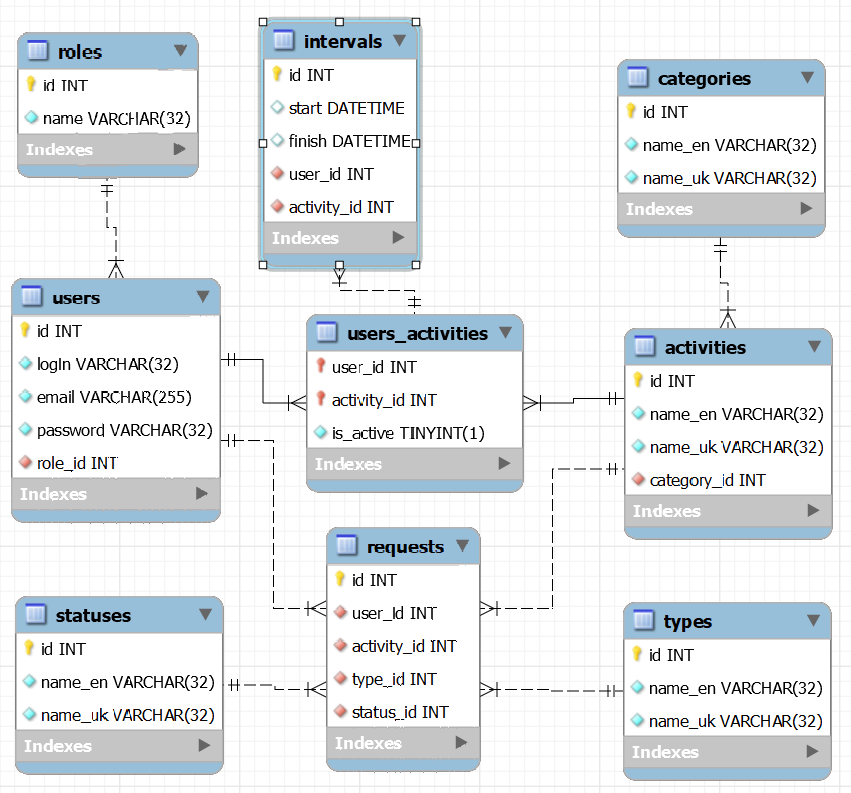 roles
id INT
name VARCHAR(32)
Indexes
intervals
id INT
start DATETIME
finish DATETIME
user_id INT
activity_id INT
Indexes
categories
id INT
name_en VARCHAR(32)
name_uk VARCHAR(32)
Indexes
users
id INT
logIn VARCHAR(32)
email VARCHAR(255)
password VARCHAR(32)
role_id INT
Indexes
users_activities
user_id INT
activity_id INT
is_active TINYINT(1)
Indexes
activities
id INT
name_en VARCHAR(32)
name_uk VARCHAR(32)
category_id INT
Indexes
requests
id INT
user_id INT
activity_id INT
type_id INT
status_id INT
Indexes
statuses
id INT
name_en VARCHAR(32)
name_uk VARCHAR(32)
Indexes
types
id INT
name_en VARCHAR(32)
name_uk VARCHAR(32)
Indexes